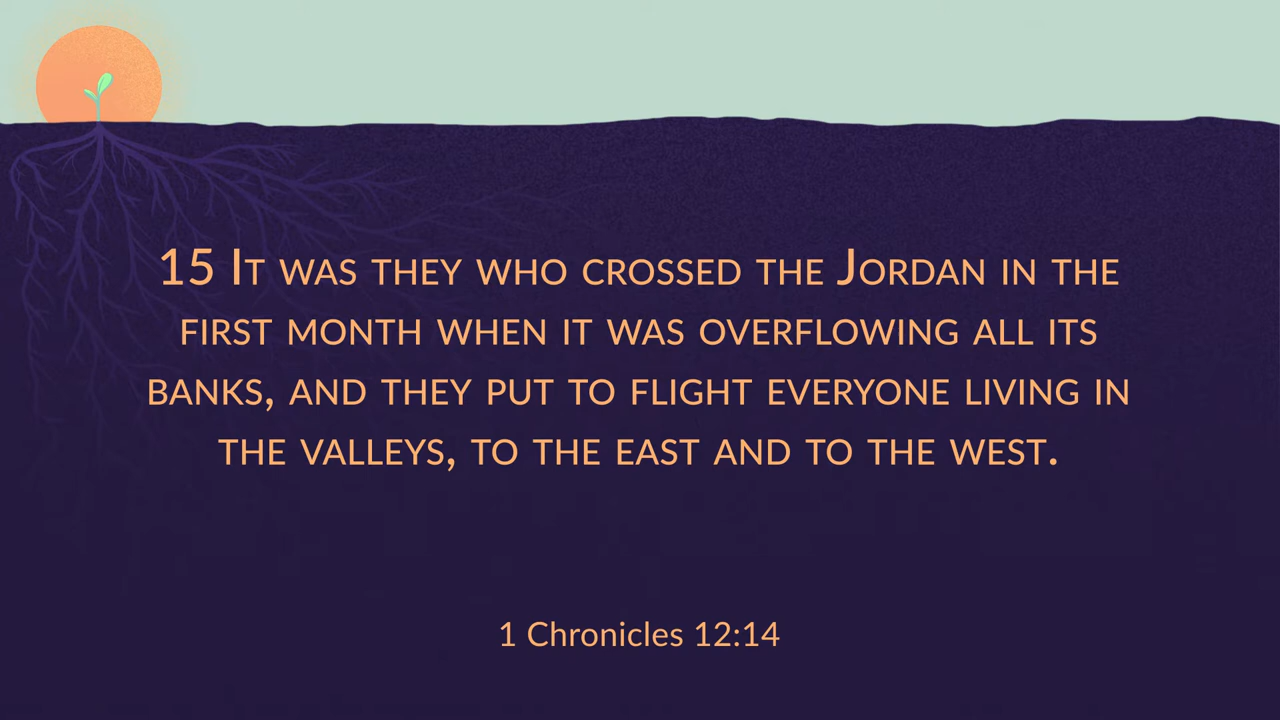 15 It was they who crossed the Jordan in the
first month when it was overflowing all its
banks, and they put to flight everyone living in
the valleys, to the east and to the west.
1 Chronicles 12:14